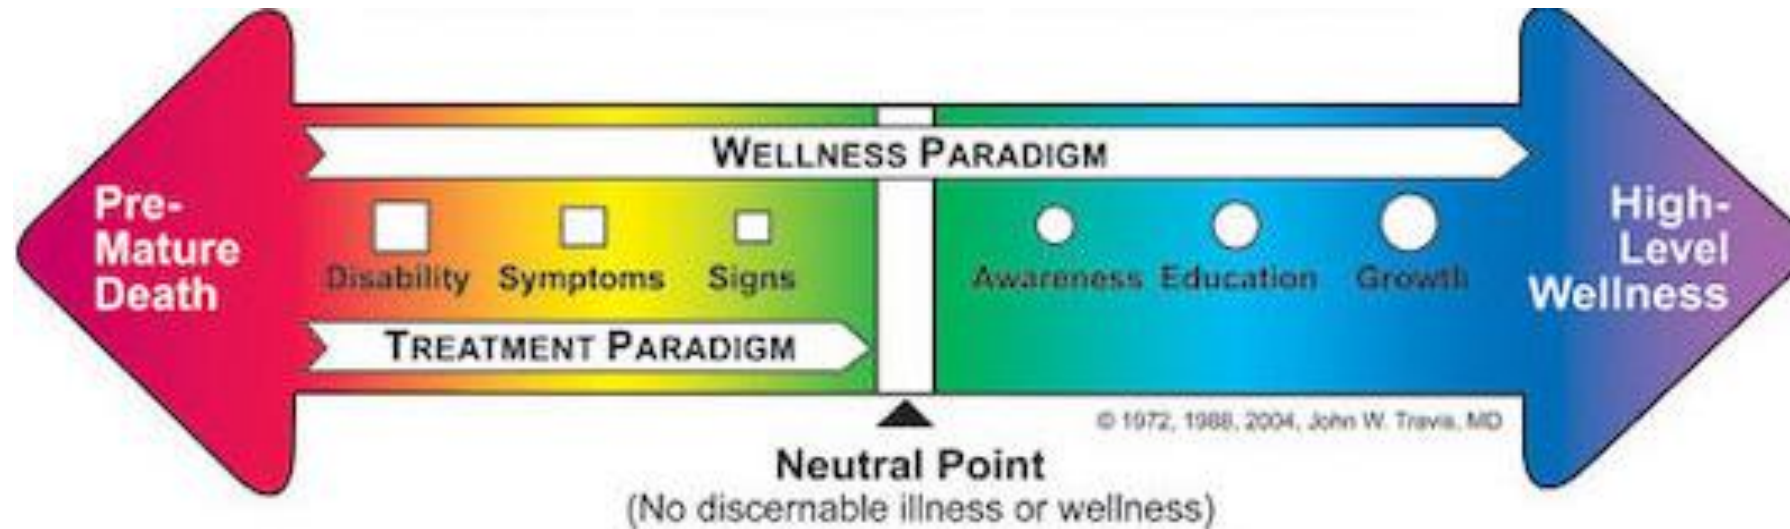 WELLNESS PARADIGM
Pre-
Mature
Death
Disability Symptoms Signs
Awareness Education Growth
High-
Level
Wellness
TREATMENT PARADIGM
© 1972, 1988, 2004, John W. Travis, MD
Neutral Point
(No discernable illness or wellness)